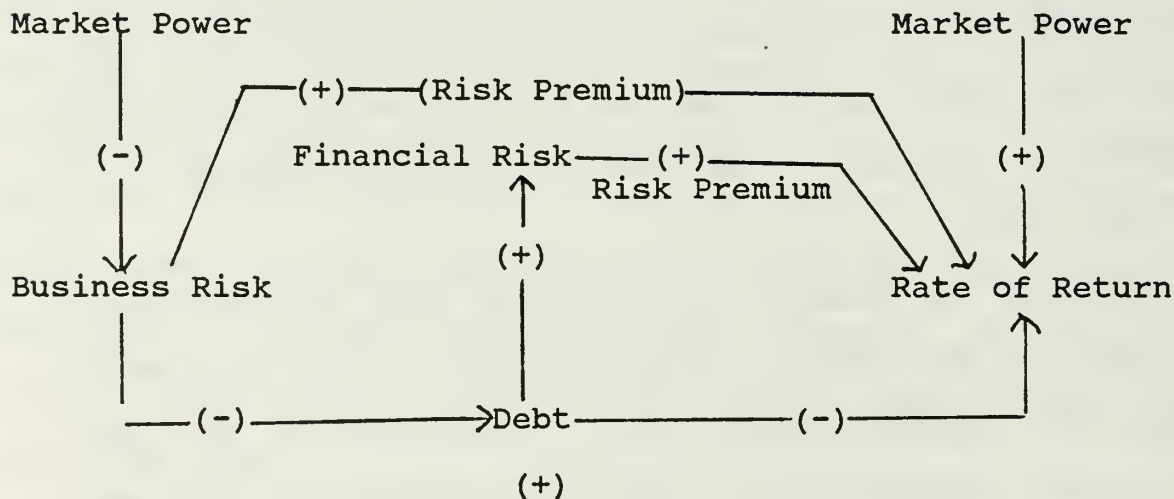 Market Power Market Power
(+) (Risk Premium)
(-) Financial Risk (+) (+)
Risk Premium
(+)
Business Risk Rate of Return
(-) Debt (-)
(+)